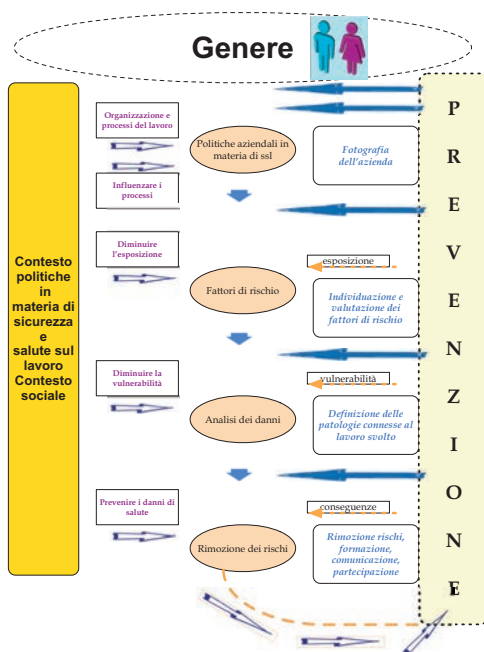 Genere
Organizzazione e
processi del lavoro
Influenzare i
processi
Politiche aziendali in
materia di ssl
Fotografia
dell'azienda
Contesto
politiche
in
materia di
sicurezza
e
salute sul
lavoro
Contesto
sociale
Diminuire
l'esposizione
Fattori di rischio
esposizione
Individuazione e
valutazione dei
fattori di rischio
Diminuire la
vulnerabilità
Analisi dei danni
vulnerabilità
Definizione delle
patologie connesse al
lavoro svolto
Prevenire i danni di
salute
Rimozione dei rischi
conseguenze
Rimozione rischi,
formazione,
comunicazione,
partecipazione
P
R
E
V
E
N
Z
I
O
N
E